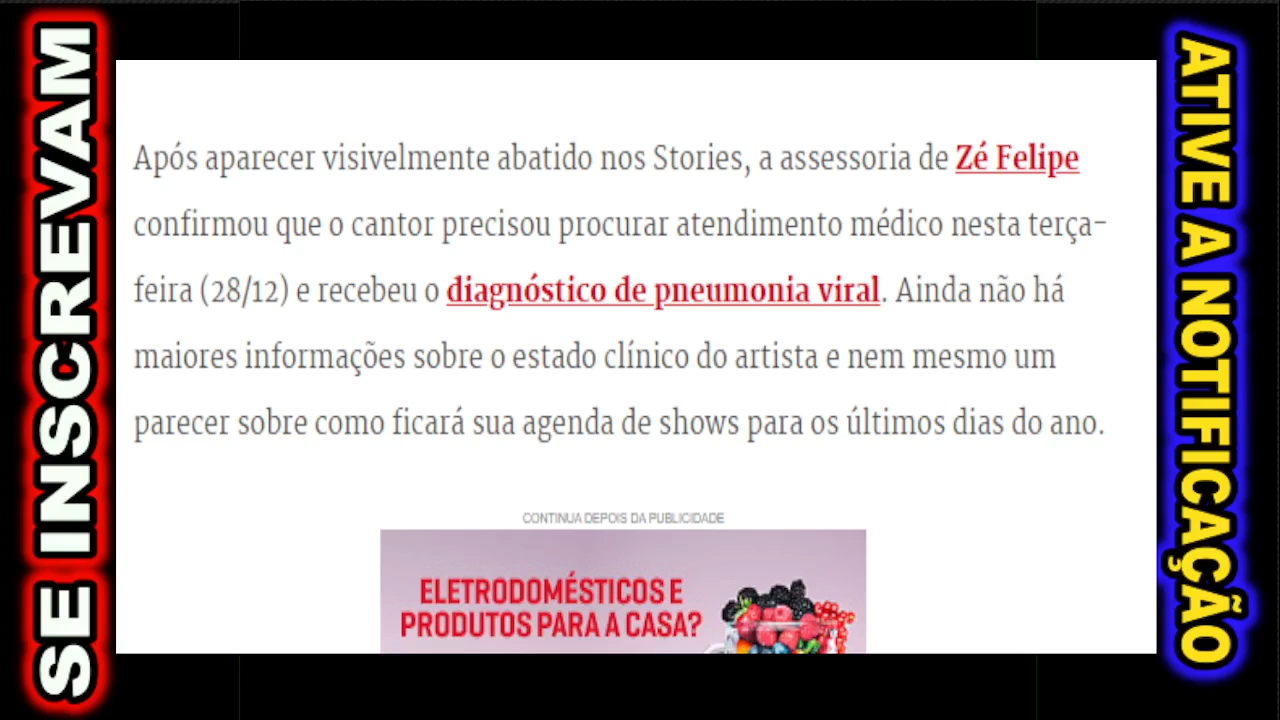 SE INSCREVAM
Após aparecer visivelmente abatido nos Stories, a assessoria de Zé Felipe
confirmou que o cantor precisou procurar atendimento médico nesta terça-
feira (28/12) e recebeu o diagnóstico de pneumonia viral. Ainda não há
maiores informações sobre o estado clínico do artista e nem mesmo um
parecer sobre como ficará sua agenda de shows para os últimos dias do ano.
CONTINUA DEPOIS DA PUBLICIDADE
ELETRODOMÉSTICOS E
PRODUTOS PARA A CASA?
ATIVE A NOTIFICAÇÃO